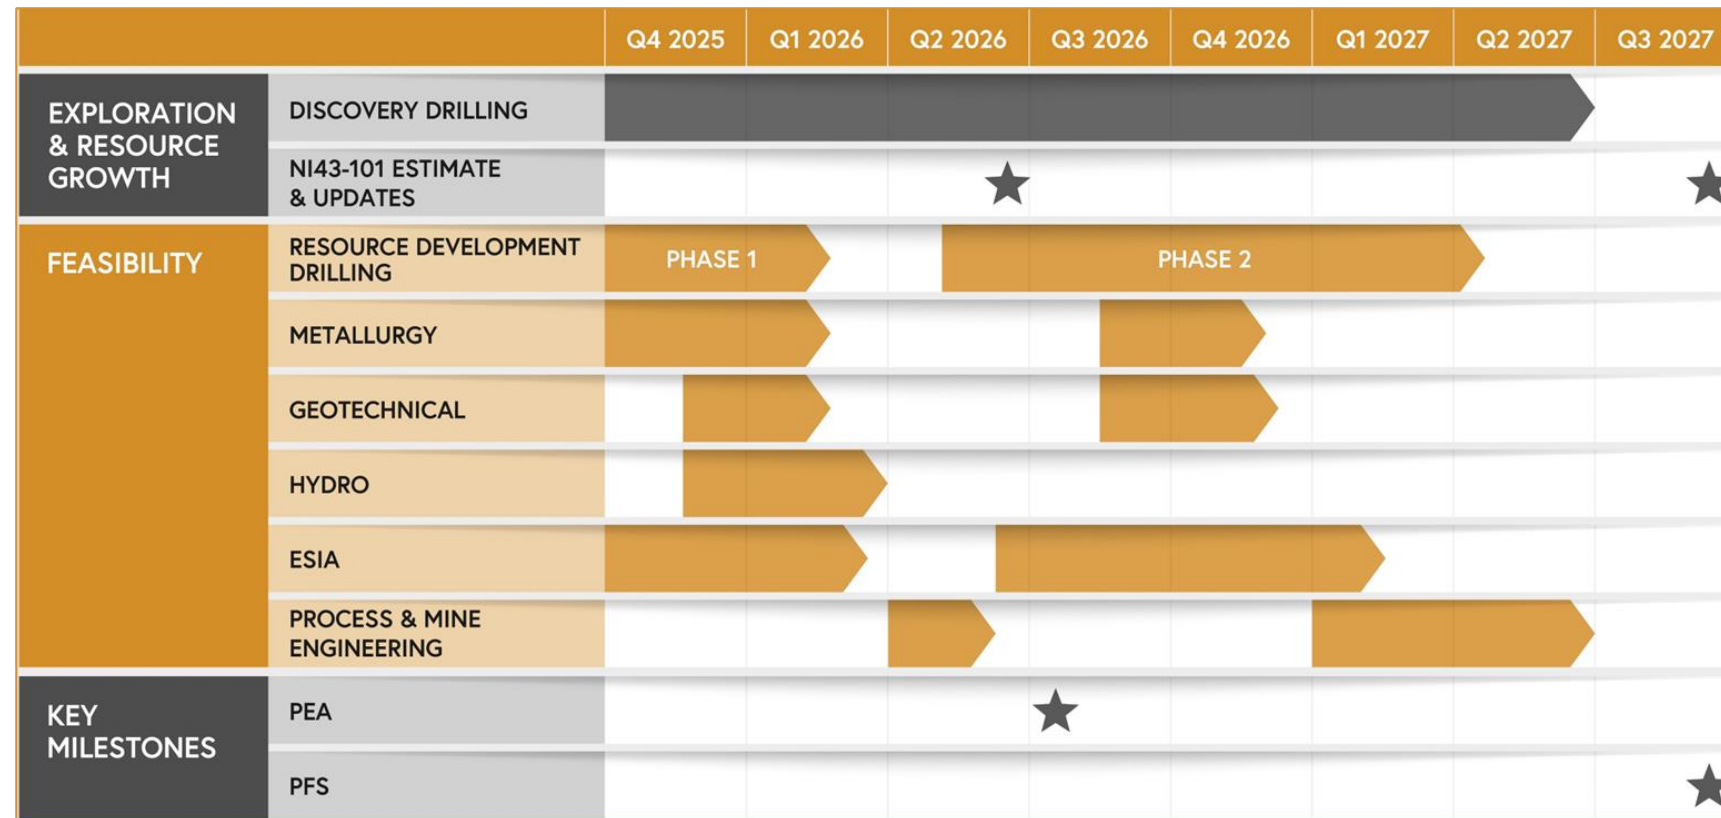 Q4 2025 Q1 2026 Q2 2026 Q3 2026 Q4 2026 Q1 2027 Q2 2027 Q3 2027
EXPLORATION
& RESOURCE
GROWTH
DISCOVERY DRILLING
NI43-101 ESTIMATE
& UPDATES
FEASIBILITY
RESOURCE DEVELOPMENT
DRILLING
PHASE 1 PHASE 2
METALLURGY
GEOTECHNICAL
HYDRO
ESIA
PROCESS & MINE
ENGINEERING
KEY
MILESTONES
PEA
PFS